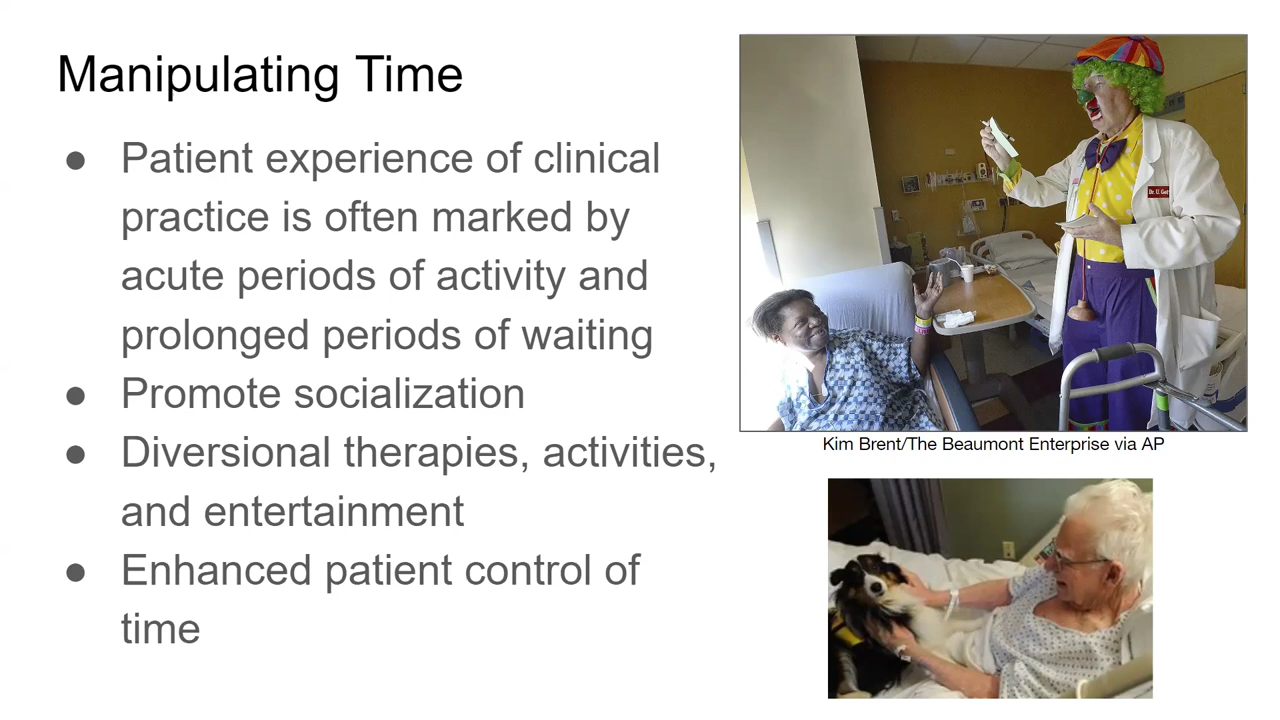 Manipulating Time
● Patient experience of clinical
practice is often marked by
acute periods of activity and
prolonged periods of waiting
● Promote socialization
● Diversional therapies, activities,
and entertainment
● Enhanced patient control of
time
Dr. U. Got
Kim Brent/The Beaumont Enterprise via AP